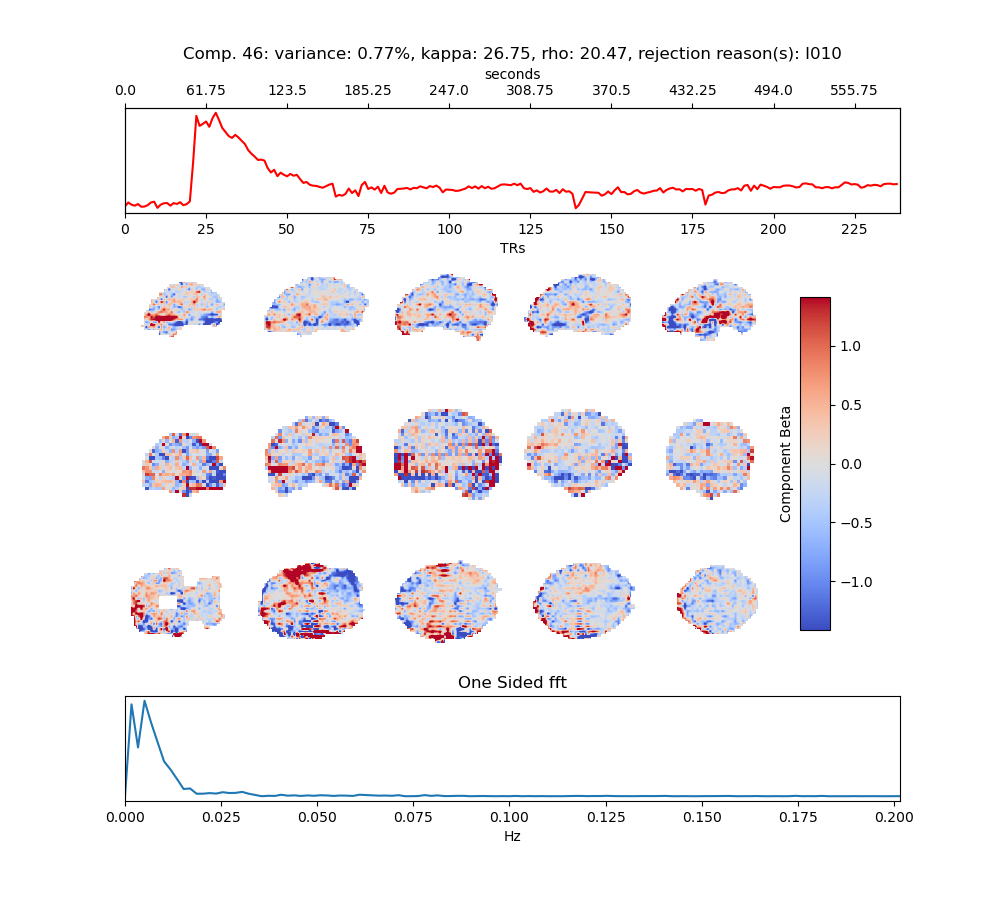 Comp. 46: variance: 0.77%, kappa: 26.75, rho: 20.47, rejection reason(s): I010
seconds
0.0 61.75 123.5 185.25 247.0 308.75 370.5 432.25 494.0 555.75
0 25 50 75 100 125 150 175 200 225
TRs
1.0
0.5
0.0
−0.5
−1.0
Component Beta
One Sided fft
0.000 0.025 0.050 0.075 0.100 0.125 0.150 0.175 0.200
Hz